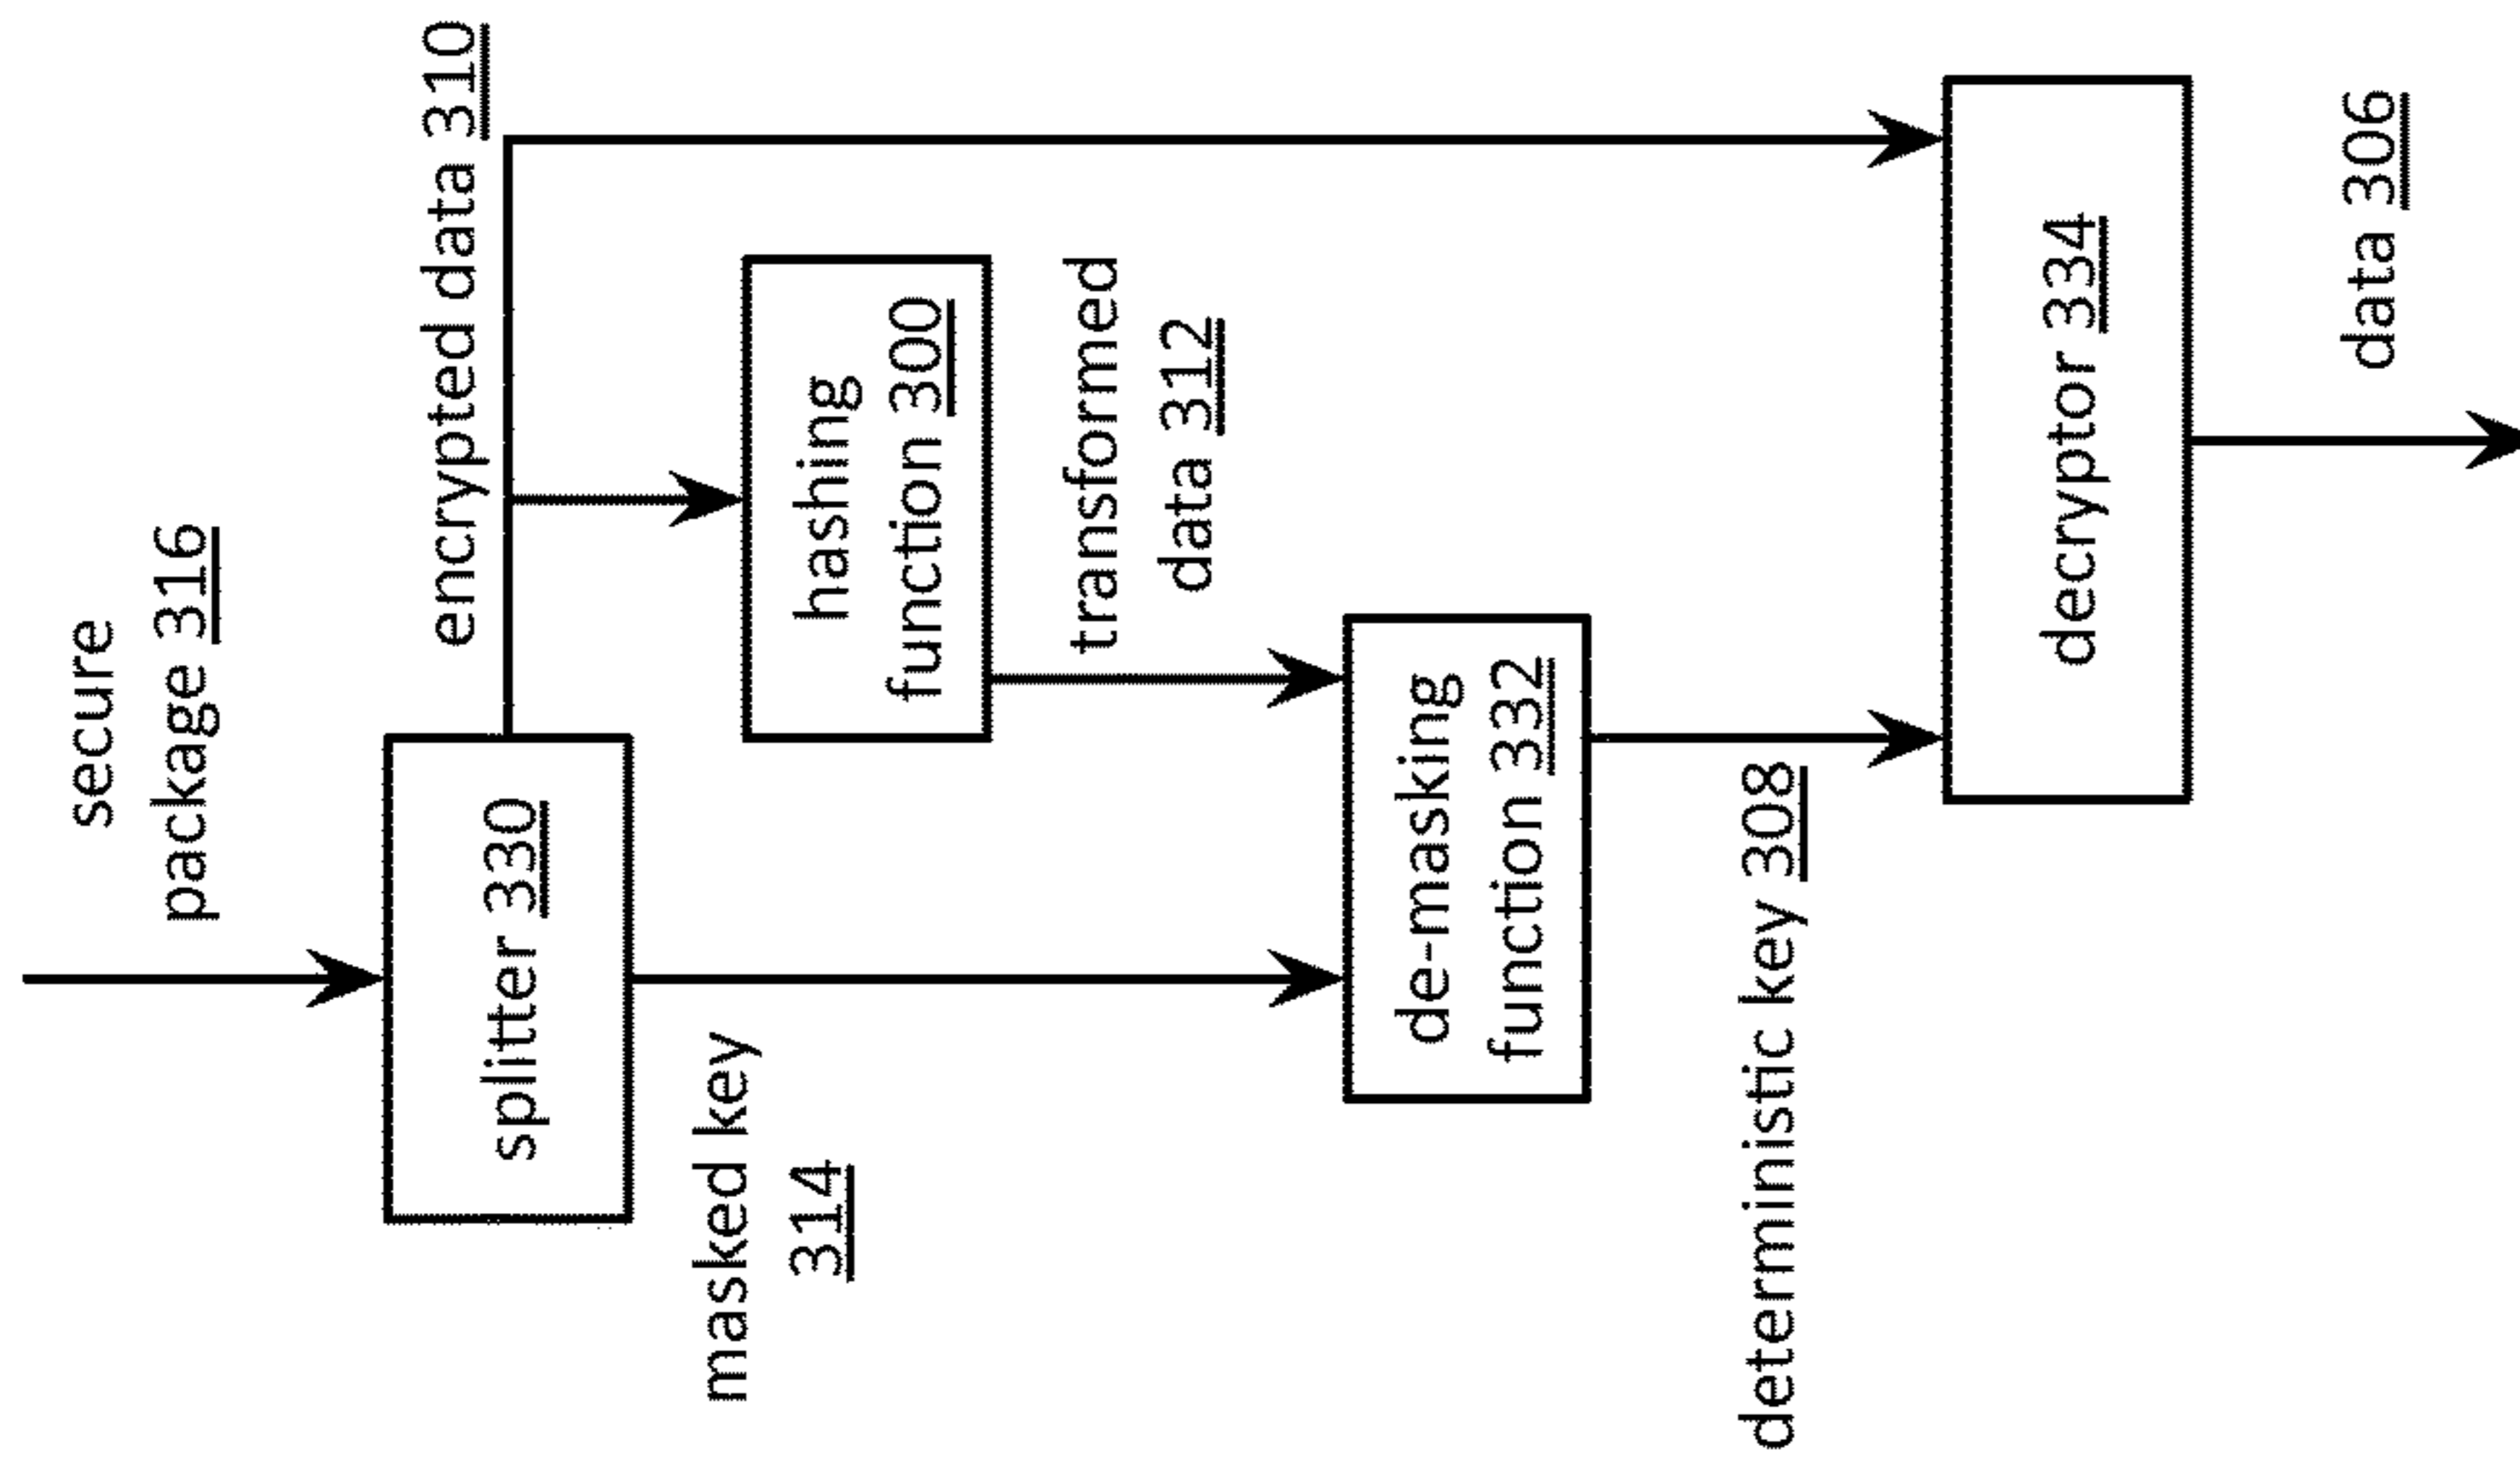 secure
package 316
splitter 330
encrypted data 310
masked key
314
hashing
function 300
transformed
data 312
de-masking
function 332
deterministic key 308
decryptor 334
data 306